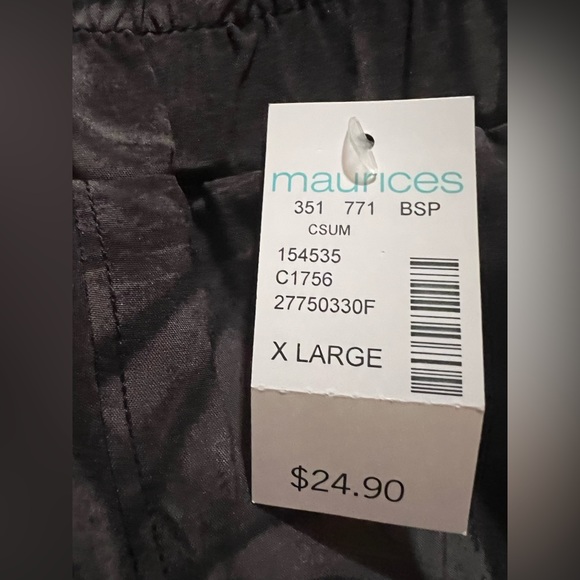 maurices
351 771 BSP
CSUM
154535
C1756
27750330F
X LARGE
$24.90